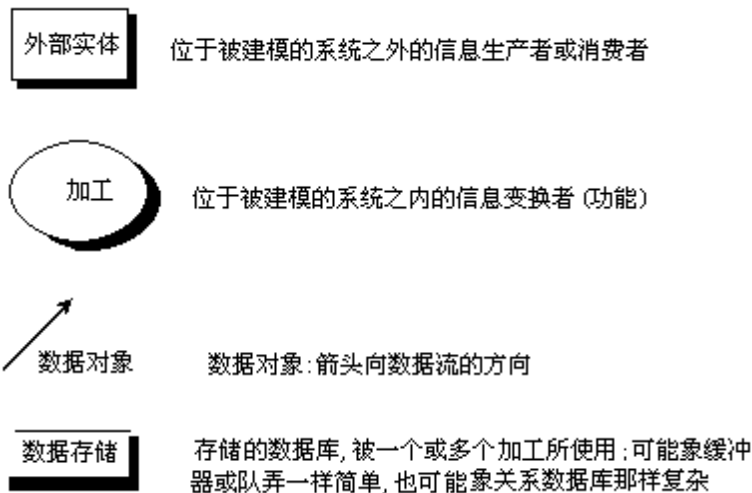 外部实体
位于被建模的系统之外的信息生产者或消费者
加工
位于被建模的系统之内的信息变换者(功能)
数据对象
数据对象:箭头向数据流的方向
数据存储
存储的数据库,被一个或多个加工所使用;可能象缓冲
器或队弄一样简单,也可能象关系数据库那样复杂